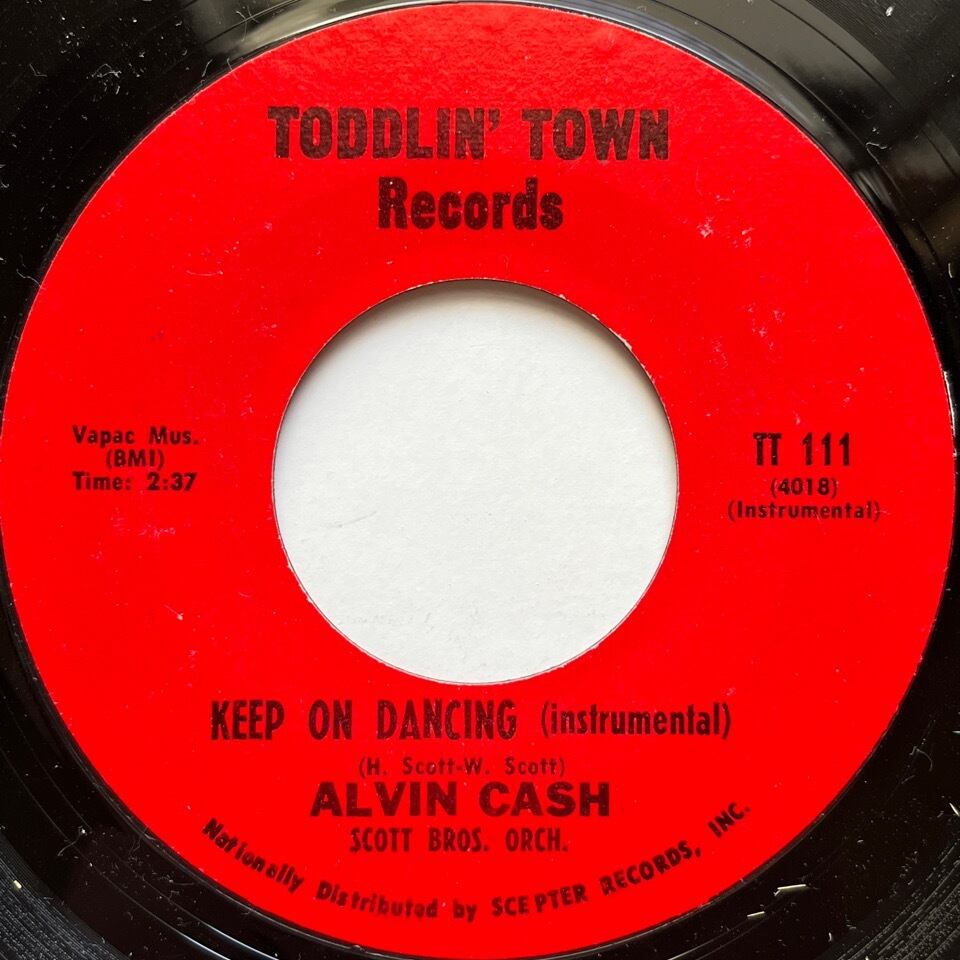 TODDLIN' TOWN
Records
Vapac Mus.
(BMI)
Time: 2:37
TT 111
(4018)
(Instrumental)
KEEP ON DANCING (instrumental)
(H. Scott-W. Scott)
ALVIN CASH
SCOTT BROS. ORCH.
Nationally Distributed by SCEPTER RECORDS, INC.